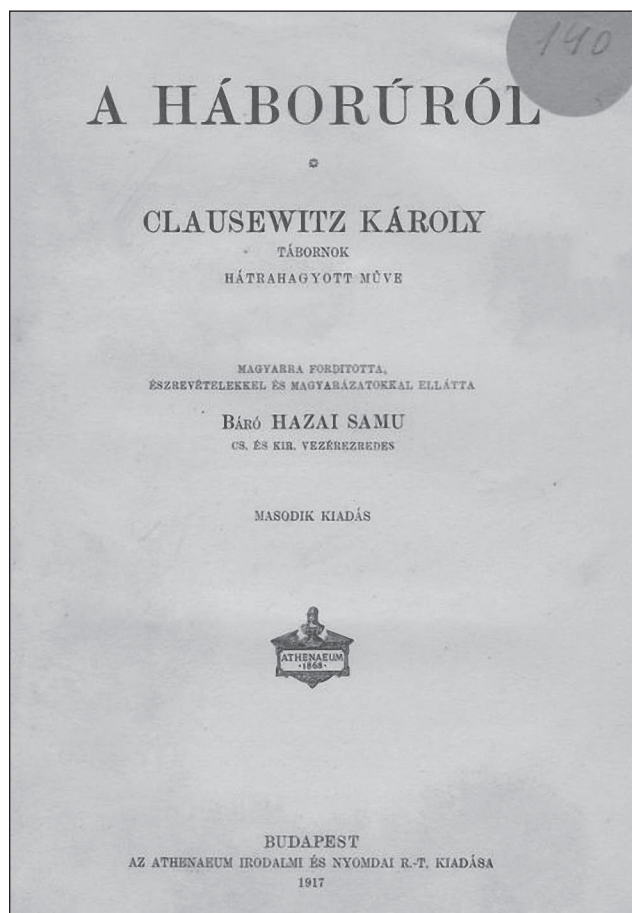 140
A HÁBORÚRÓL
CLAUSEWITZ KÁROLY
TÁBORNOK
HÁTRAHAGYOTT MŰVE
MAGYARRA FORDITOTTA,
ÉSZREVÉTELEKKEL ÉS MAGYARÁZATOKKAL ELLÁTTA
BÁRÓ HAZAI SAMU
CS. ÉS KIR. VEZÉREZREDES
MASODIK KIADÁS
ATHENAEUM
·1868·
BUDAPEST
AZ ATHENAEUM IRODALMI ÉS NYOMDAI R.-T. KIADÁSA
1917